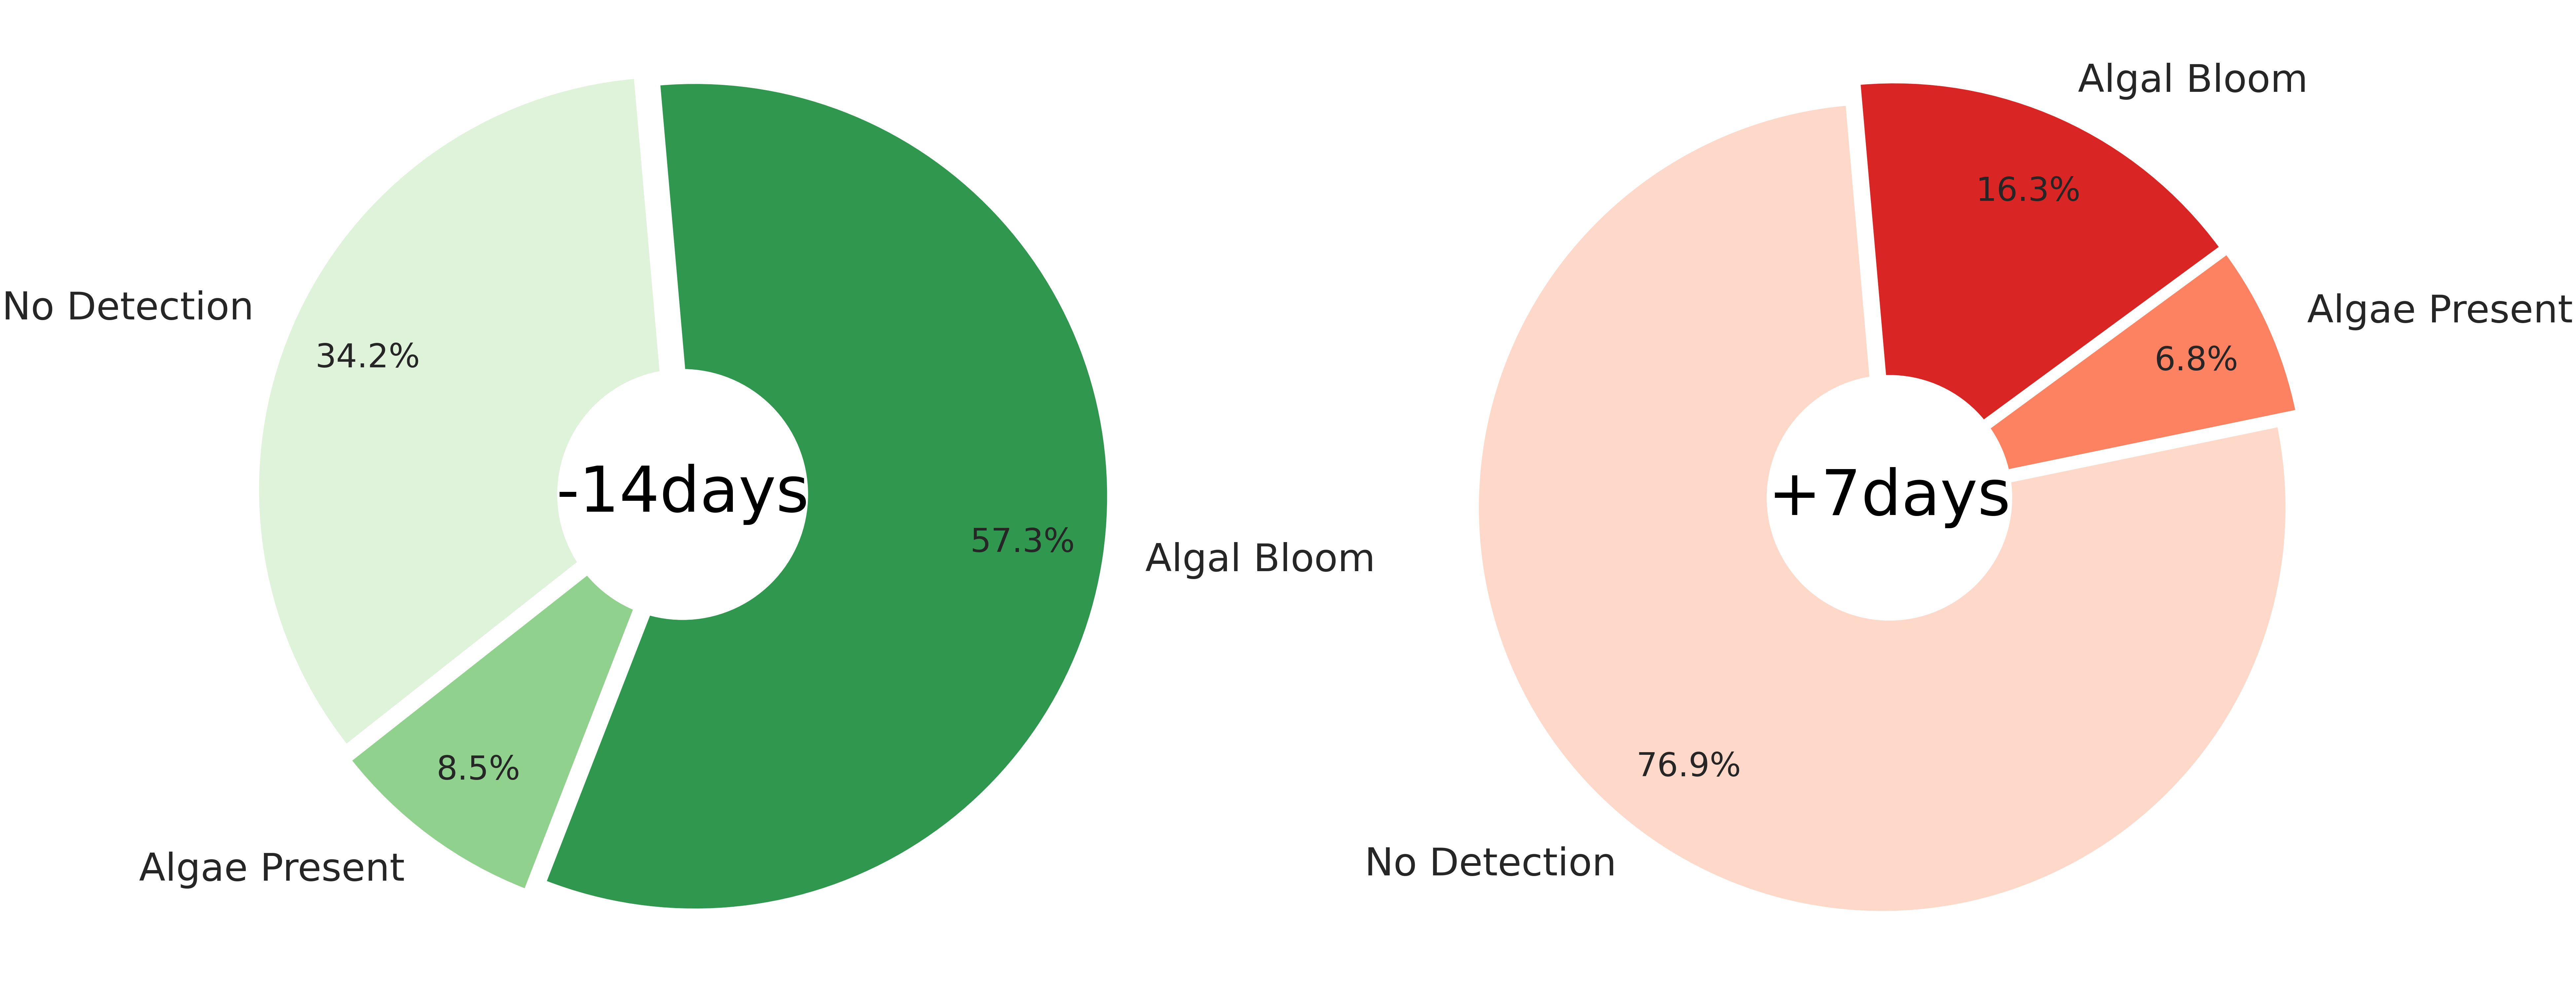 No Detection
34.2%
-14days
57.3%
Algal Bloom
8.5%
Algae Present
Algal Bloom
16.3%
Algae Present
6.8%
+7days
76.9%
No Detection